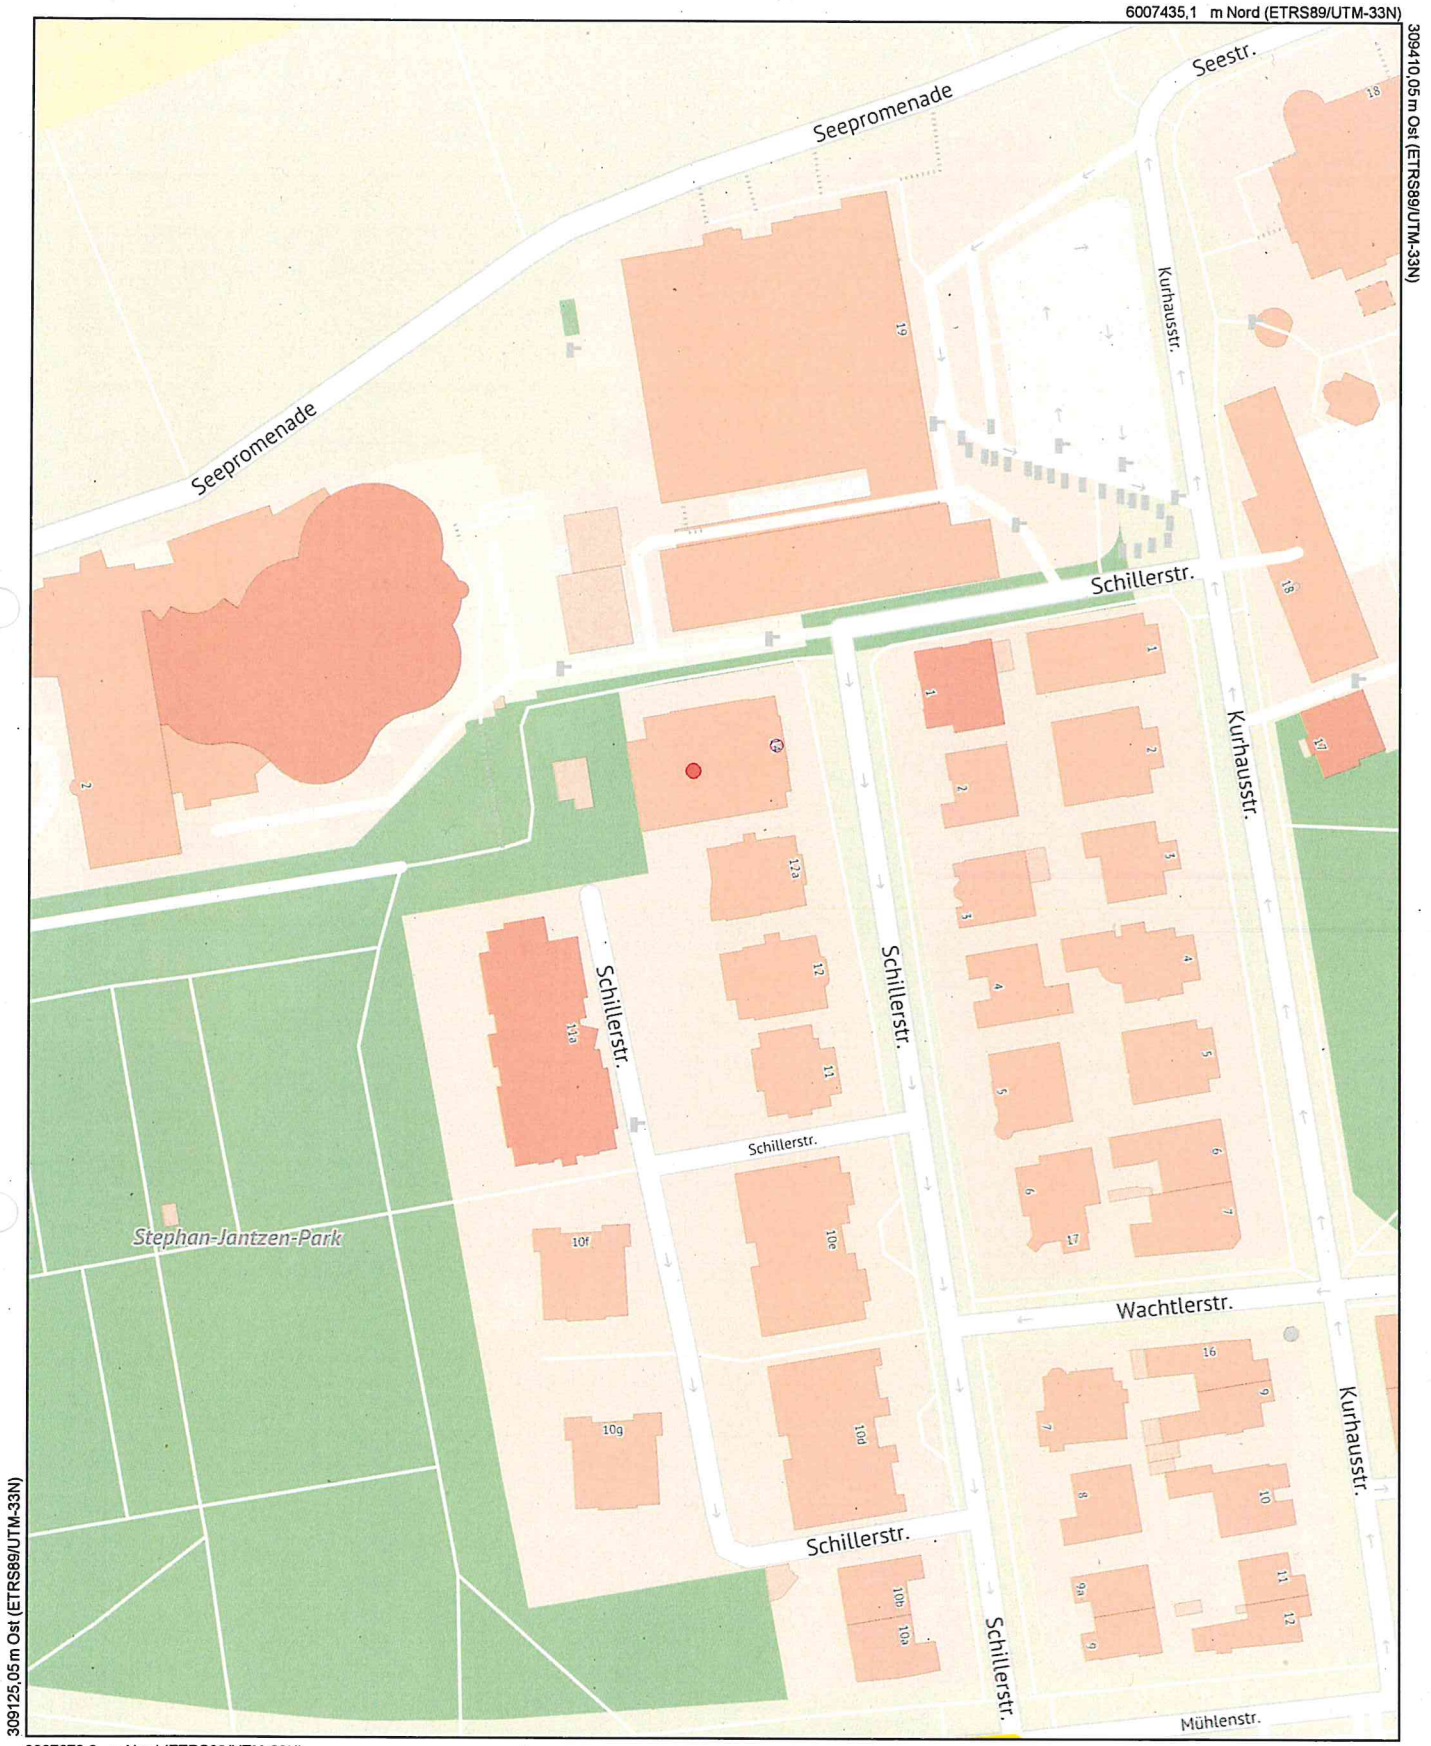 6007435,1 m Nord (ETRS89/UTM-33N)
309410,05 m Ost (ETRS89/UTM-33N)
Seestr.
18
Seepromenade
Kurhausstr.
19
Seepromenade
Schillerstr.
18
1
1
17
Kurhausstr.
2
2
2
12a
3
3
12
4
4
Schillerstr.
Schillerstr.
11a
11
5
5
Schillerstr.
6
7
6
17
10e
10f
Stephan-Jantzen-Park
Wachtlerstr.
16
9
7
Kurhausstr.
10g
10d
8
10
Schillerstr.
9a
9
11
12
10b
10a
Schillerstr.
Mühlenstr.
309125,05 m Ost (ETRS89/UTM-33N)